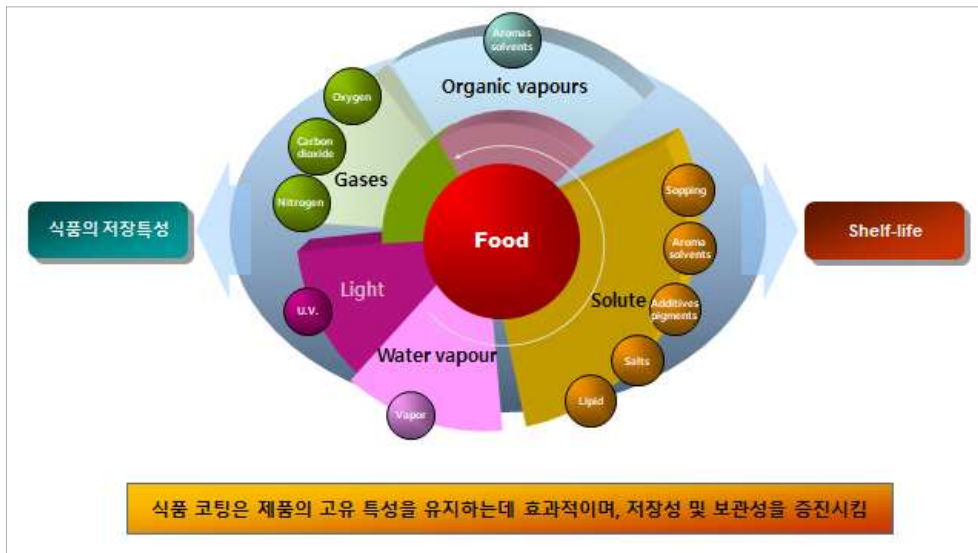 Aromas
solvents
Organic vapours
Oxygen
Carbon
dioxide
Nitrogen
Gases
식품의 저장특성
Food
Shelf-life
Sopping
Aroma
solvents
Additives
pigments
Solute
Salts
Lipid
Light
u.v.
Water vapour
Vapor
식품 코팅은 제품의 고유 특성을 유지하는데 효과적이며, 저장성 및 보관성을 증진시킴